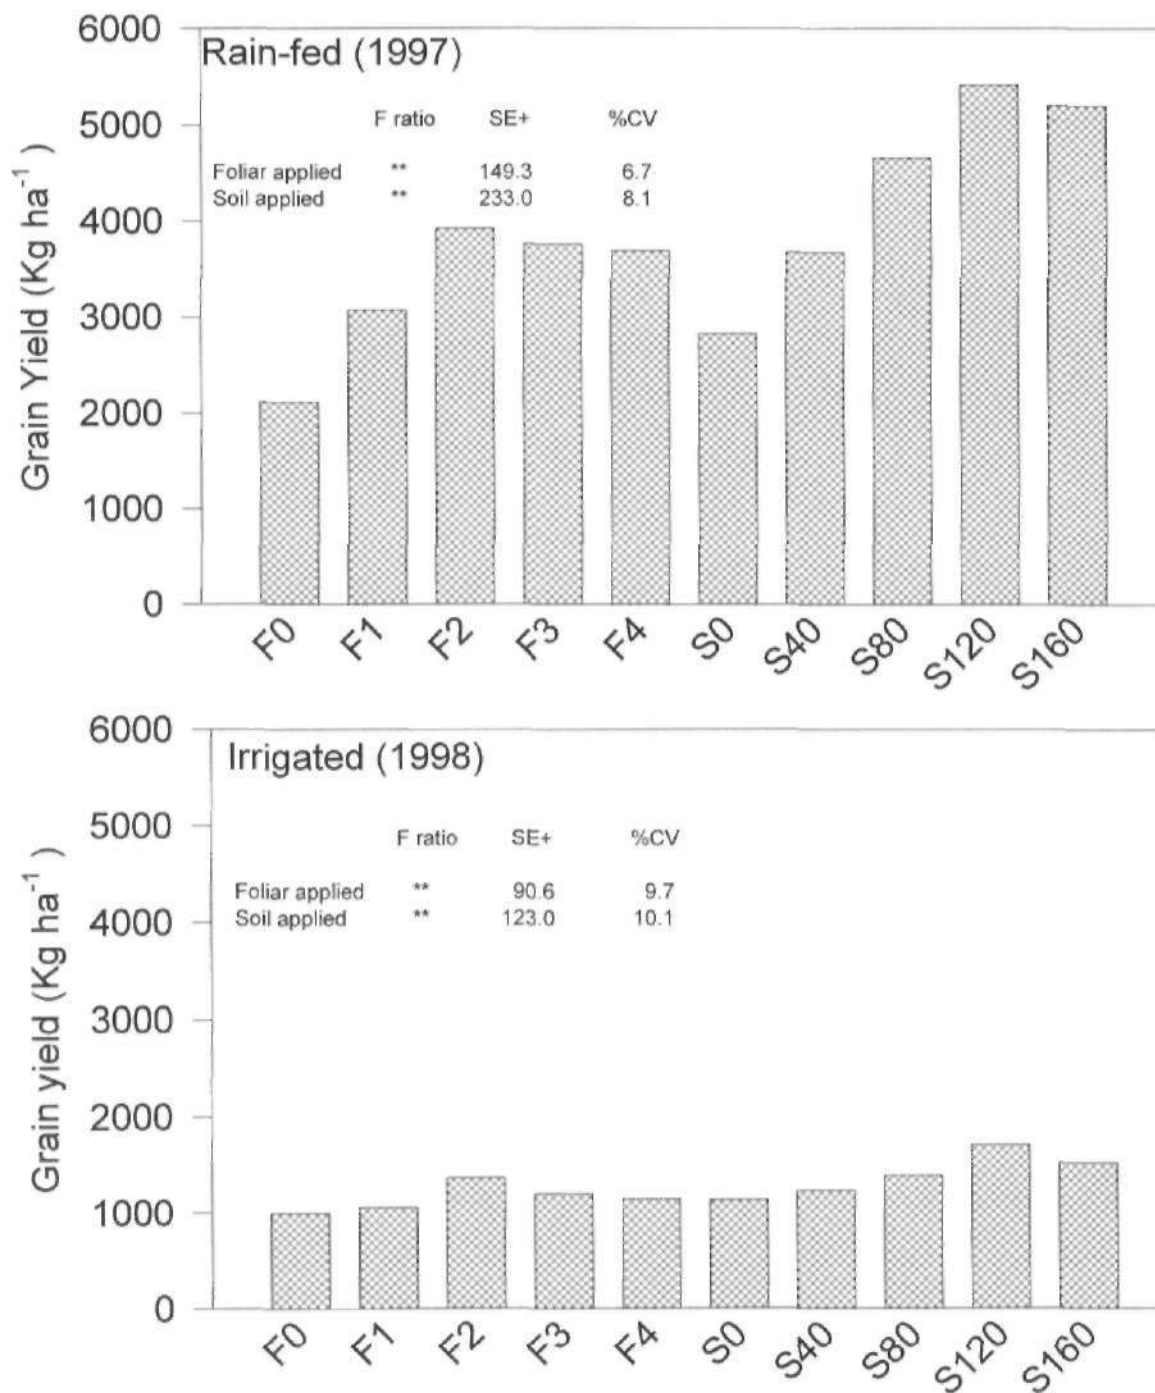 6000
Rain-fed (1997)
F ratio SE+ %CV
5000
Foliar applied ** 149.3 6.7
Soil applied ** 233.0 8.1
4000
3000
2000
1000
0
Grain Yield (Kg ha⁻¹)
F0 F1 F2 F3 F4 S0 S40 S80 S120 S160
6000
Irrigated (1998)
5000
F ratio SE+ %CV
Foliar applied ** 90.6 9.7
Soil applied ** 123.0 10.1
4000
3000
2000
1000
0
Grain yield (Kg ha⁻¹)
F0 F1 F2 F3 F4 S0 S40 S80 S120 S160